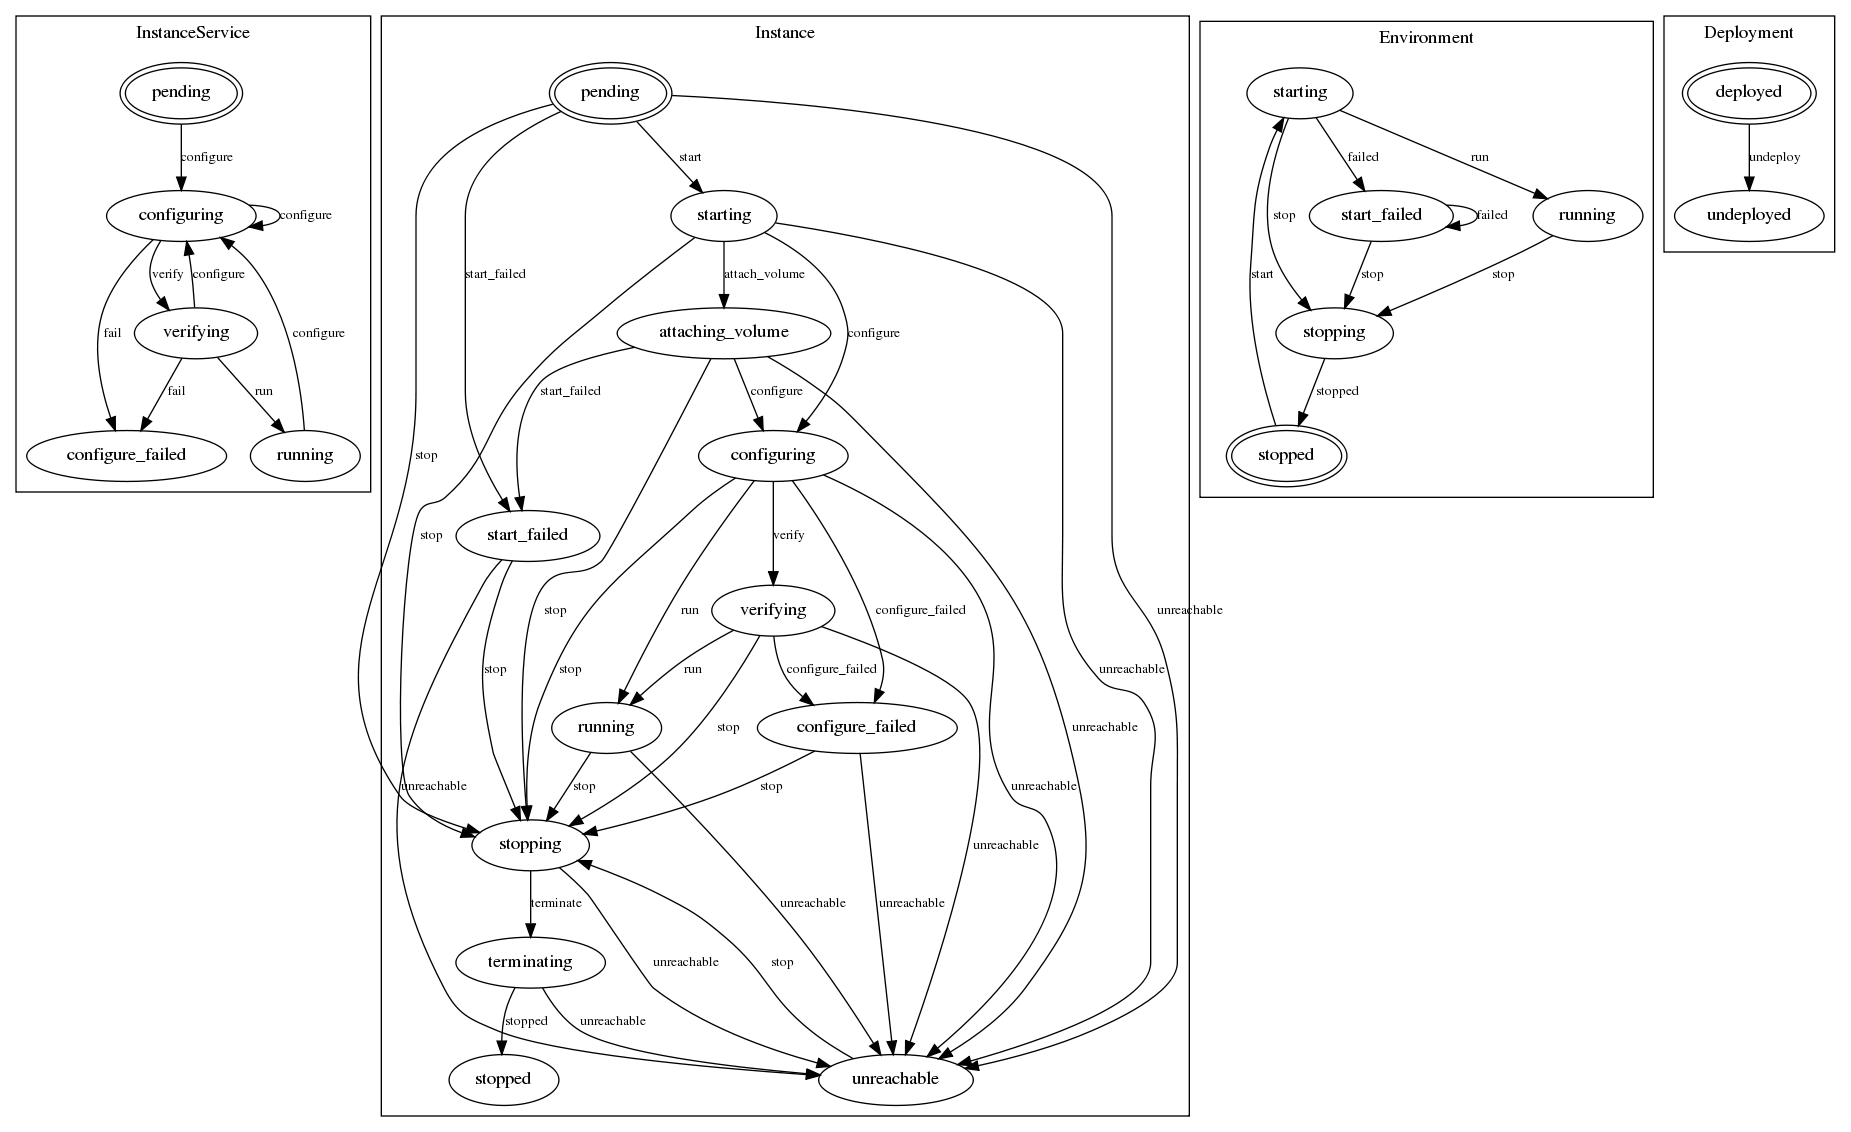 InstanceService
pending
configure
configuring
configure
verify
configure
fail
verifying
configure
fail
run
configure_failed
running
Instance
pending
start
starting
start_failed
attach_volume
attaching_volume
configure
start_failed
configure
stop
configuring
stop
start_failed
verify
stop
run
verifying
configure_failed
unreachable
stop
stop
run
configure_failed
unreachable
running
stop
configure_failed
unreachable
unreachable
stop
stop
unreachable
stopping
unreachable
terminate
unreachable
unreachable
terminating
unreachable
stop
stopped
unreachable
stopped
unreachable
Environment
starting
failed
run
stop
start_failed
failed
running
start
stop
stop
stopping
stopped
stopped
Deployment
deployed
undeploy
undeployed